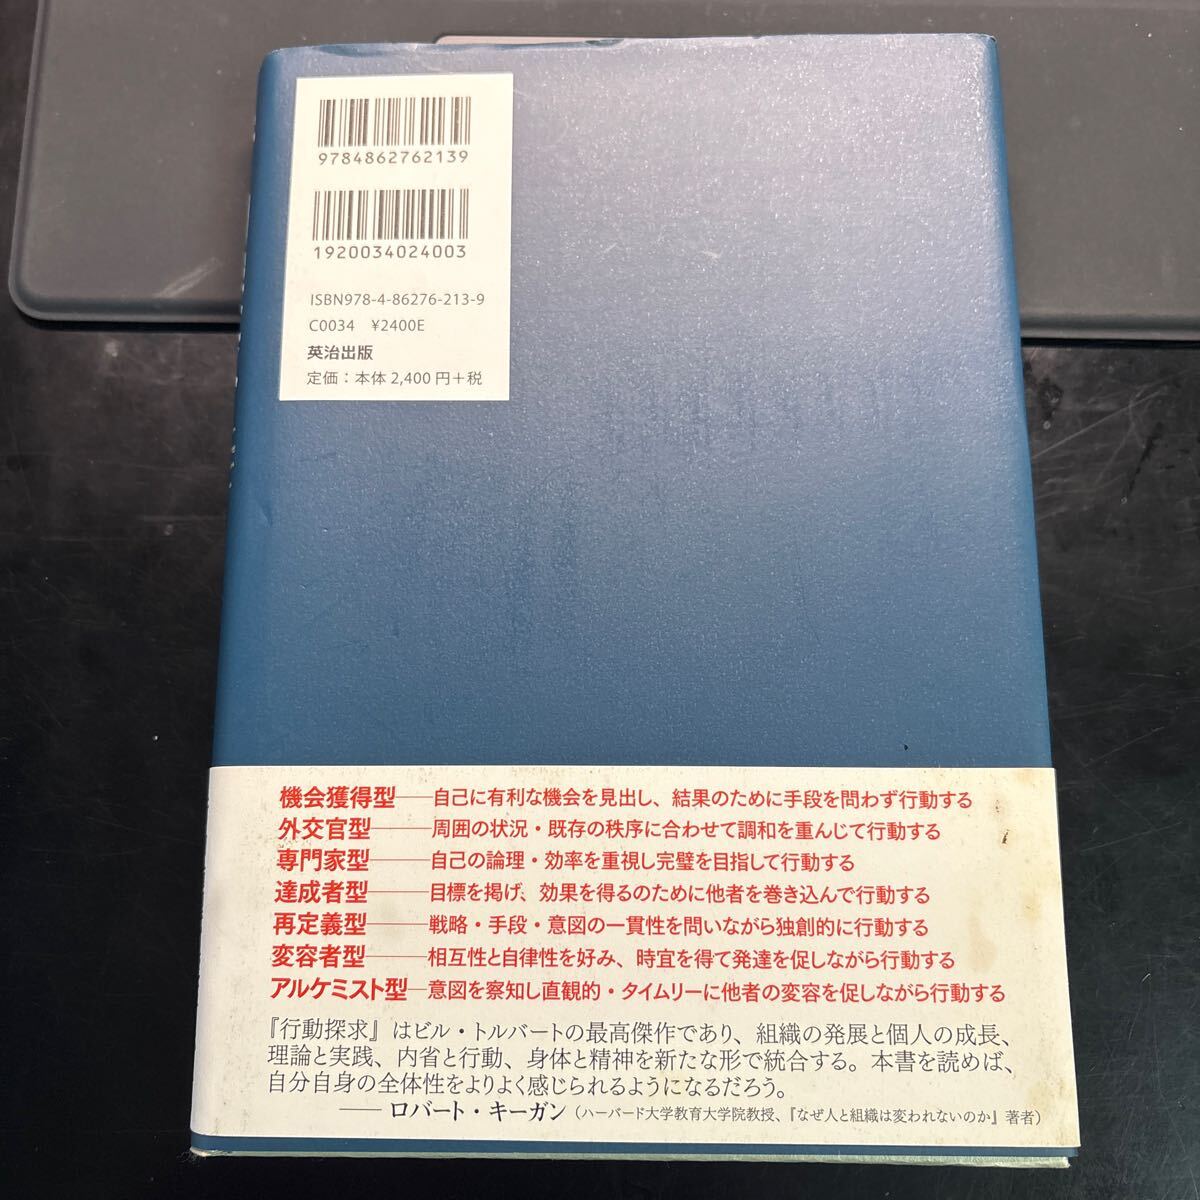 9784862762139
1920034024003
ISBN978-4-86276-213-9
C0034 ¥2400E
英治出版
定価：本体2,400円＋税
機会獲得型──自己に有利な機会を見出し、結果のために手段を問わず行動する
外交官型───周囲の状況・既存の秩序に合わせて調和を重んじて行動する
専門家型───自己の論理・効率を重視し完璧を目指して行動する
達成者型───目標を掲げ、効果を得るのために他者を巻き込んで行動する
再定義型───戦略・手段・意図の一貫性を問いながら独創的に行動する
変容者型───相互性と自律性を好み、時宜を得て発達を促しながら行動する
アルケミスト型─意図を察知し直観的・タイムリーに他者の変容を促しながら行動する
『行動探求』はビル・トルバートの最高傑作であり、組織の発展と個人の成長、
理論と実践、内省と行動、身体と精神を新たな形で統合する。本書を読めば、
自分自身の全体性をよりよく感じられるようになるだろう。
── ロバート・キーガン（ハーバード大学教育大学院教授、『なぜ人と組織は変われないのか』著者）